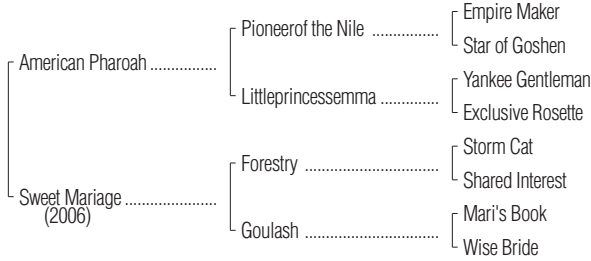 Empire Maker
Pioneerof the Nile ................
Star of Goshen
American Pharoah ................
Yankee Gentleman
Littleprincessemma ..............
Exclusive Rosette
Storm Cat
Forestry ................................
Shared Interest
Sweet Mariage ......................
(2006)
Mari's Book
Goulash ................................
Wise Bride